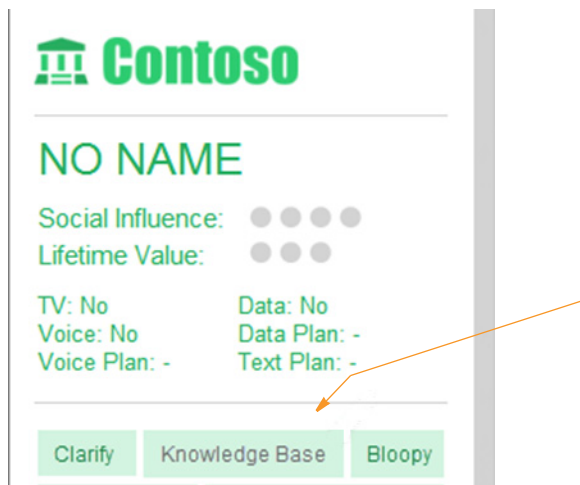 Contoso
NO NAME
Social Influence:
Lifetime Value:
TV: No Data: No
Voice: No Data Plan: -
Voice Plan: - Text Plan: -
Clarify Knowledge Base Bloopy